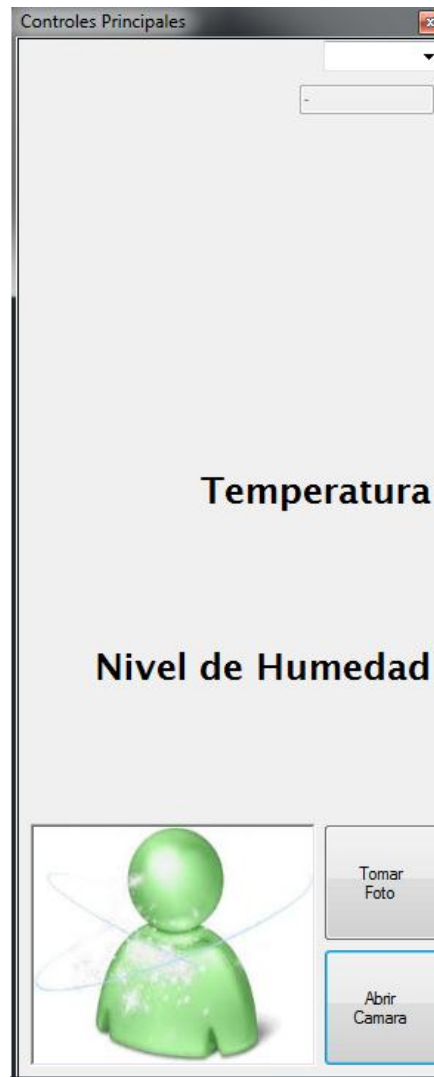 Controles Principales
-
Temperatura
Nivel de Humedad
Tomar
Foto
Abrir
Camara